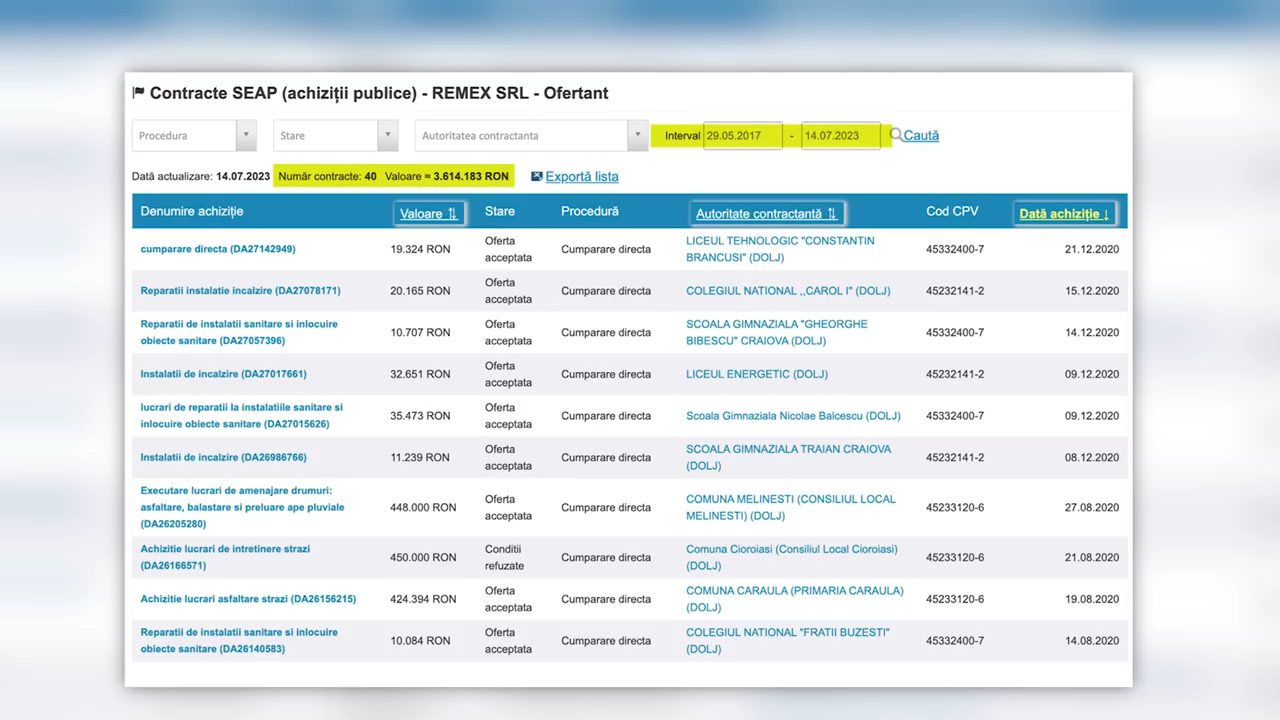 Contracte SEAP (achiziții publice) - REMEX SRL - Ofertant
Procedura Stare Autoritatea contractanta Interval 29.05.2017 - 14.07.2023 Caută
Dată actualizare: 14.07.2023 Număr contracte: 40 Valoare ≈ 3.614.183 RON Exportă lista
Denumire achiziție Valoare ⇅ Stare Procedură Autoritate contractantă ⇅ Cod CPV Dată achiziție ↓
cumparare directa (DA27142949) 19.324 RON Oferta acceptata Cumparare directa LICEUL TEHNOLOGIC "CONSTANTIN BRANCUSI" (DOLJ) 45332400-7 21.12.2020
Reparatii instalatie incalzire (DA27078171) 20.165 RON Oferta acceptata Cumparare directa COLEGIUL NATIONAL ,,CAROL I" (DOLJ) 45232141-2 15.12.2020
Reparatii de instalatii sanitare si inlocuire obiecte sanitare (DA27057396) 10.707 RON Oferta acceptata Cumparare directa SCOALA GIMNAZIALA "GHEORGHE BIBESCU" CRAIOVA (DOLJ) 45332400-7 14.12.2020
Instalatii de incalzire (DA27017661) 32.651 RON Oferta acceptata Cumparare directa LICEUL ENERGETIC (DOLJ) 45232141-2 09.12.2020
lucrari de reparatii la instalatiile sanitare si inlocuire obiecte sanitare (DA27015626) 35.473 RON Oferta acceptata Cumparare directa Scoala Gimnaziala Nicolae Balcescu (DOLJ) 45332400-7 09.12.2020
Instalatii de incalzire (DA26986766) 11.239 RON Oferta acceptata Cumparare directa SCOALA GIMNAZIALA TRAIAN CRAIOVA (DOLJ) 45232141-2 08.12.2020
Executare lucrari de amenajare drumuri: asfaltare, balastare si preluare ape pluviale (DA26205280) 448.000 RON Oferta acceptata Cumparare directa COMUNA MELINESTI (CONSILIUL LOCAL MELINESTI) (DOLJ) 45233120-6 27.08.2020
Achizitie lucrari de intretinere strazi (DA26166571) 450.000 RON Conditii refuzate Cumparare directa Comuna Cioroiasi (Consiliul Local Cioroiasi) (DOLJ) 45233120-6 21.08.2020
Achizitie lucrari asfaltare strazi (DA26156215) 424.394 RON Oferta acceptata Cumparare directa COMUNA CARAULA (PRIMARIA CARAULA) (DOLJ) 45233120-6 19.08.2020
Reparatii de instalatii sanitare si inlocuire obiecte sanitare (DA26140583) 10.084 RON Oferta acceptata Cumparare directa COLEGIUL NATIONAL "FRATII BUZESTI" (DOLJ) 45332400-7 14.08.2020